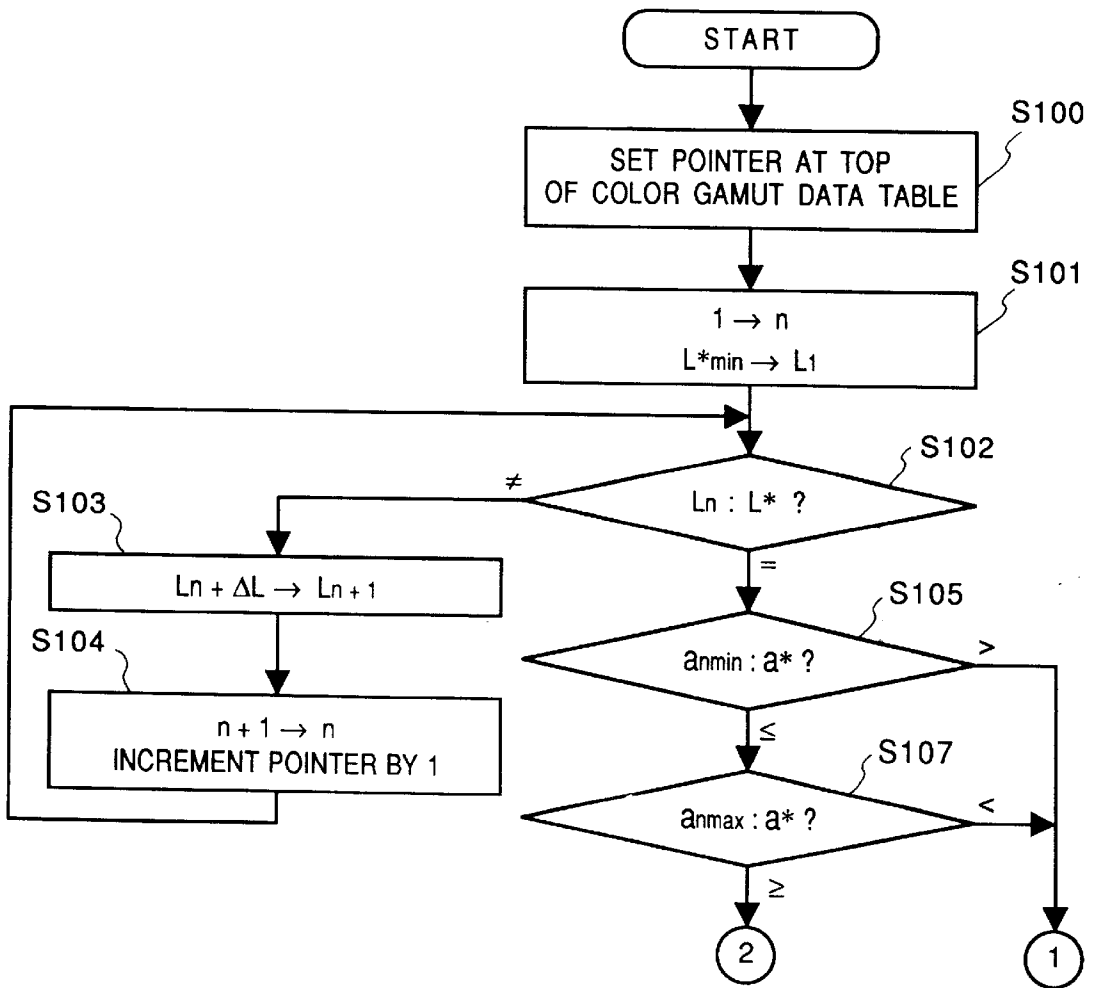 START
S100
SET POINTER AT TOP
OF COLOR GAMUT DATA TABLE
S101
1 → n
L*min → L1
S102
Ln : L* ?
≠
=
S103
Ln + ΔL → Ln + 1
S104
n + 1 → n
INCREMENT POINTER BY 1
S105
anmin : a* ?
>
≤
S107
anmax : a* ?
<
≥
2
1